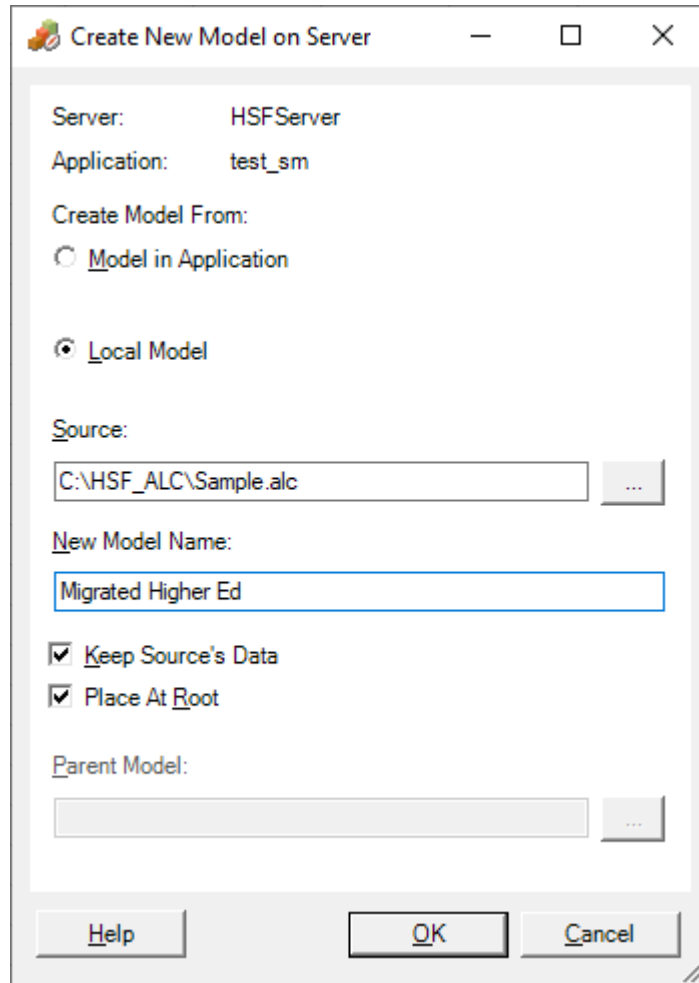 Create New Model on Server
Server: HSFServer
Application: test_sm
Create Model From:
Model in Application
Local Model
Source:
C:\HSF_ALC\Sample.alc ...
New Model Name:
Migrated Higher Ed
Keep Source's Data
Place At Root
Parent Model:
...
Help OK Cancel